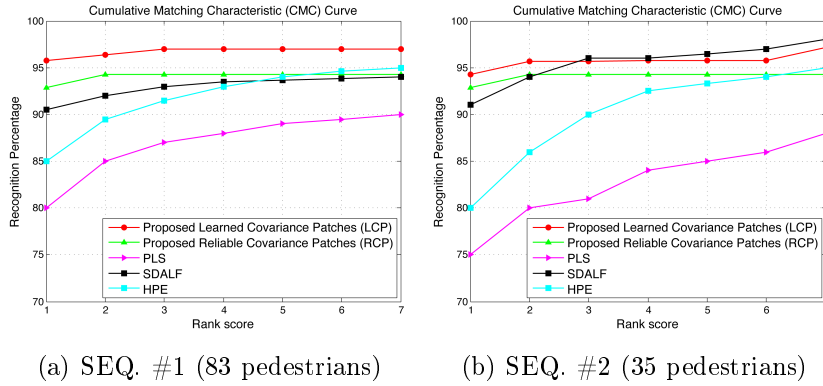 Cumulative Matching Characteristic (CMC) Curve
100
95
90
85
80
75
70
Recognition Percentage
Proposed Learned Covariance Patches (LCP)
Proposed Reliable Covariance Patches (RCP)
PLS
SDALF
HPE
1 2 3 4 5 6 7
Rank score
(a) SEQ. #1 (83 pedestrians)
Cumulative Matching Characteristic (CMC) Curve
100
95
90
85
80
75
70
Recognition Percentage
Proposed Learned Covariance Patches (LCP)
Proposed Reliable Covariance Patches (RCP)
PLS
SDALF
HPE
1 2 3 4 5 6
Rank score
(b) SEQ. #2 (35 pedestrians)